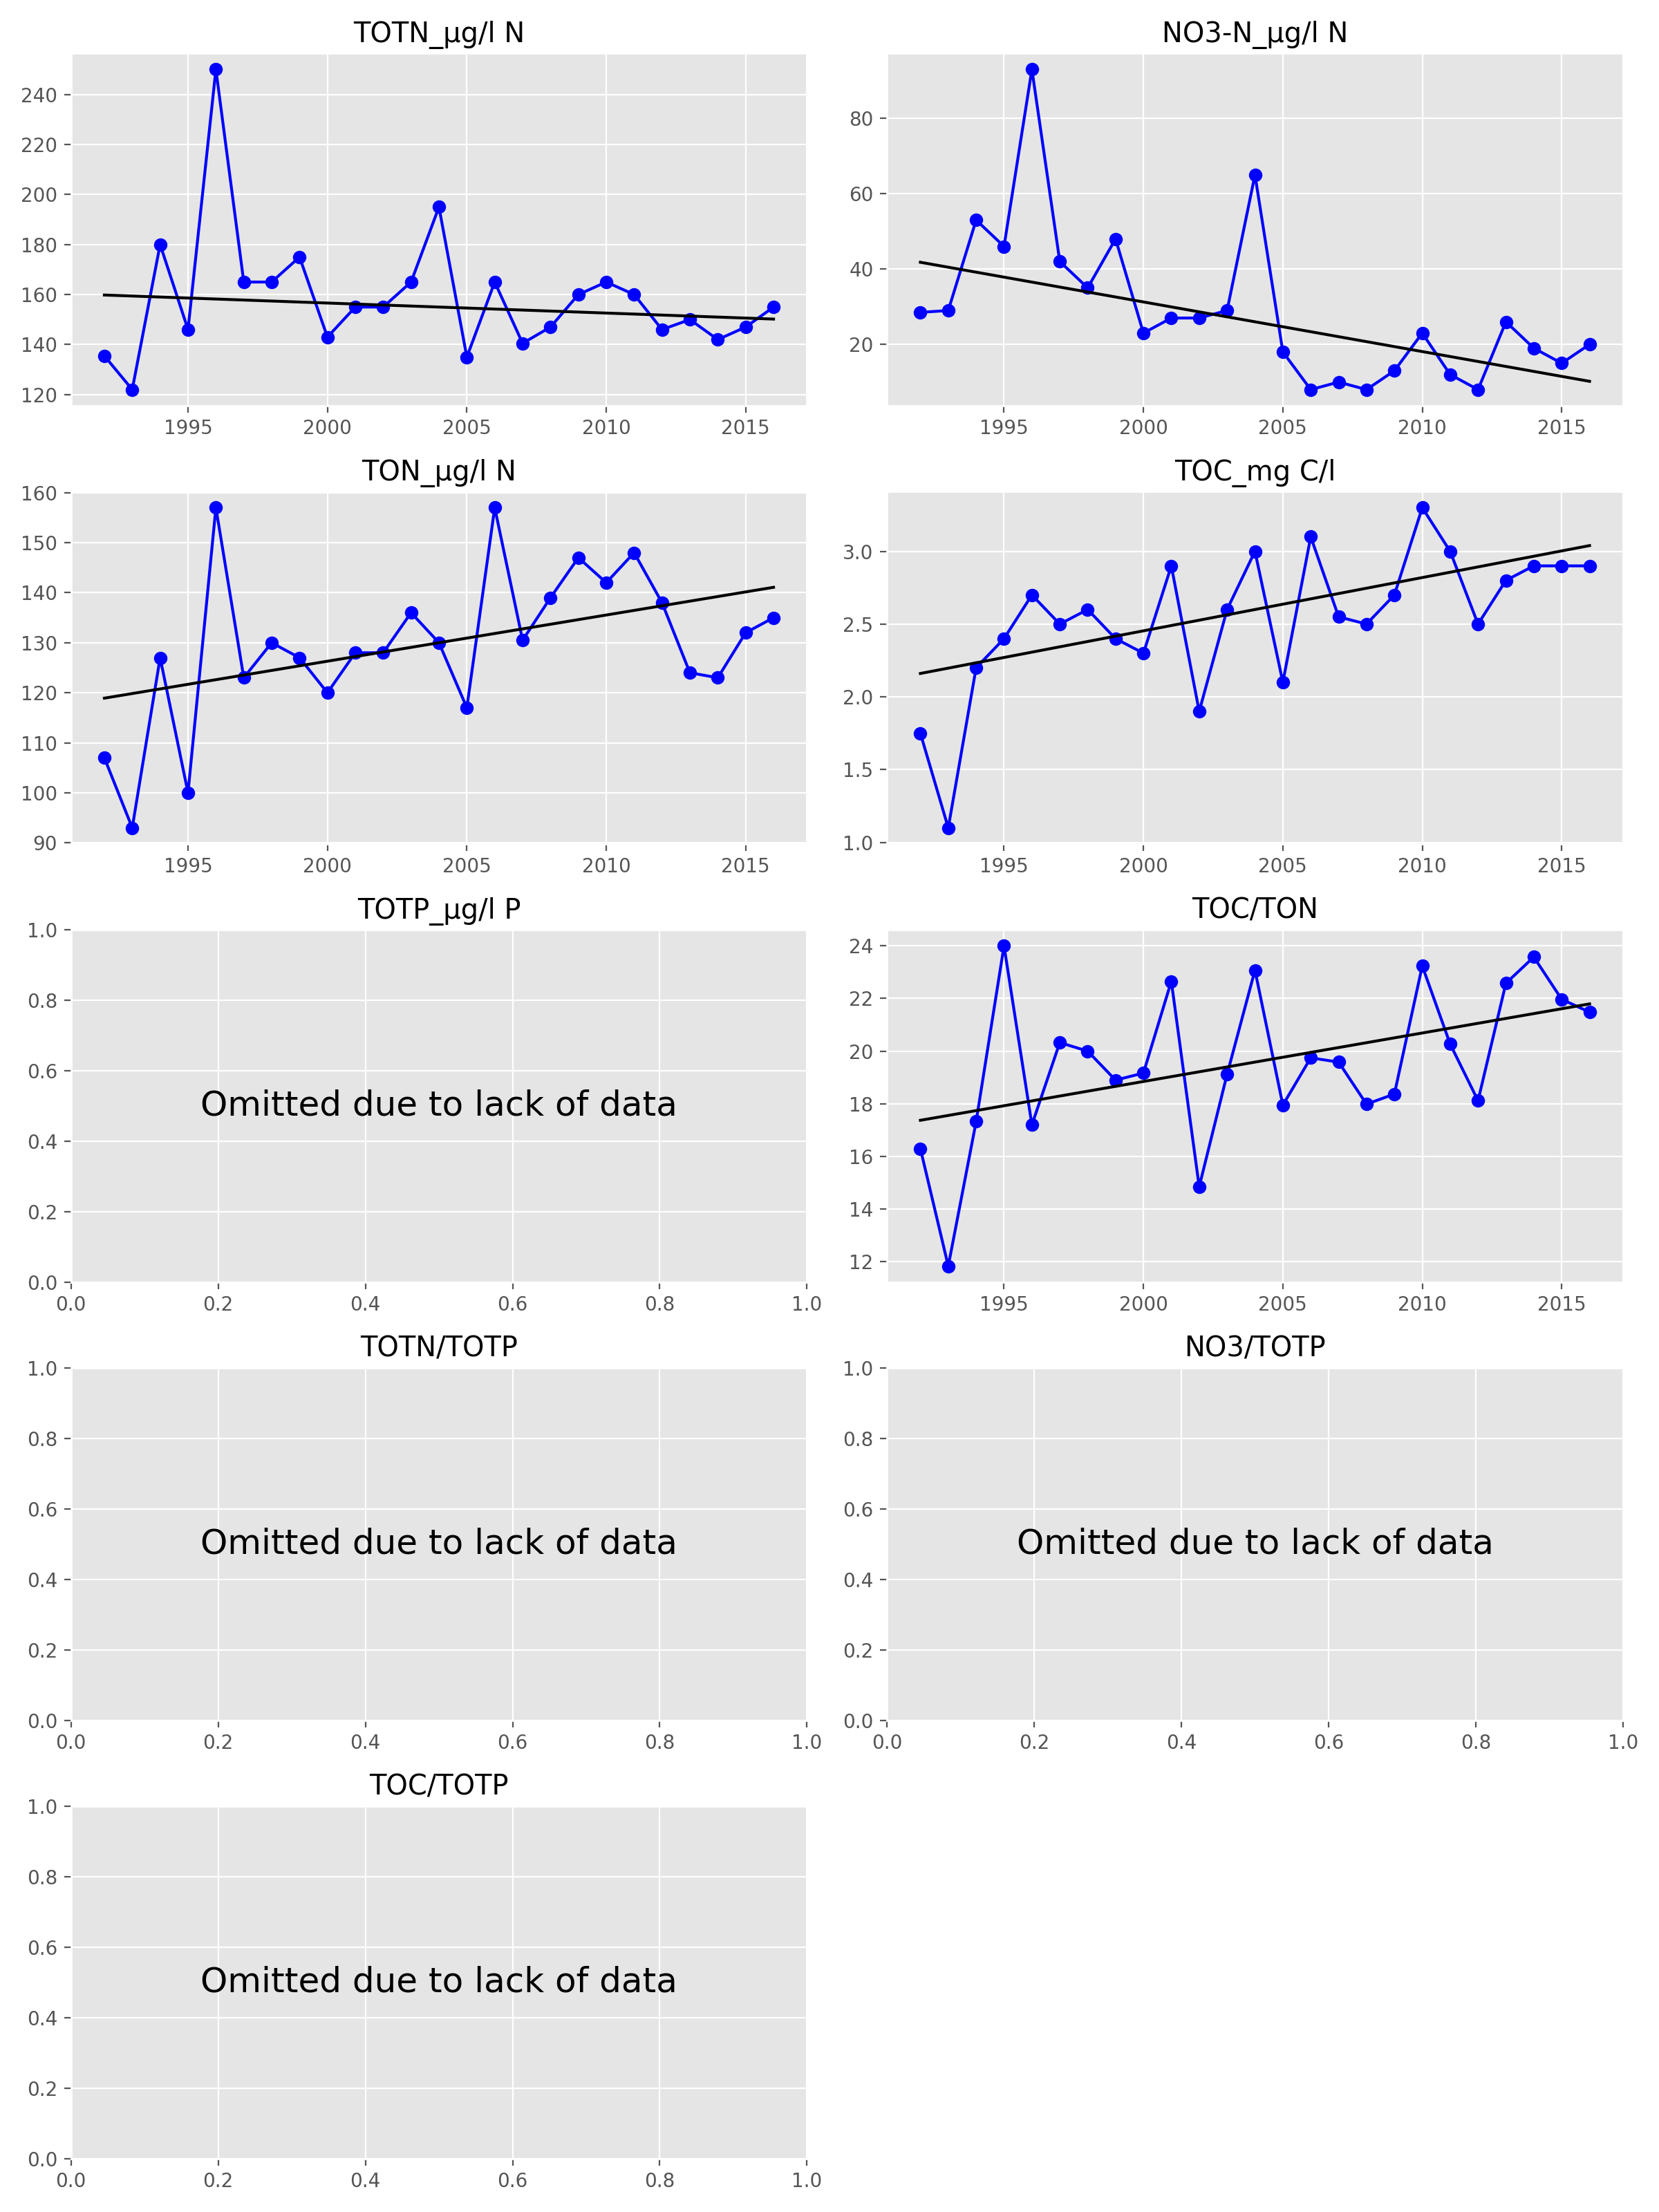 TOTN_µg/l N
240
220
200
180
160
140
120
1995 2000 2005 2010 2015
NO3-N_µg/l N
80
60
40
20
1995 2000 2005 2010 2015
TON_µg/l N
160
150
140
130
120
110
100
90
1995 2000 2005 2010 2015
TOC_mg C/l
3.0
2.5
2.0
1.5
1.0
1995 2000 2005 2010 2015
TOTP_µg/l P
1.0
0.8
0.6
Omitted due to lack of data
0.4
0.2
0.0
0.0 0.2 0.4 0.6 0.8 1.0
TOC/TON
24
22
20
18
16
14
12
1995 2000 2005 2010 2015
TOTN/TOTP
1.0
0.8
0.6
Omitted due to lack of data
0.4
0.2
0.0
0.0 0.2 0.4 0.6 0.8 1.0
NO3/TOTP
1.0
0.8
0.6
Omitted due to lack of data
0.4
0.2
0.0
0.0 0.2 0.4 0.6 0.8 1.0
TOC/TOTP
1.0
0.8
0.6
Omitted due to lack of data
0.4
0.2
0.0
0.0 0.2 0.4 0.6 0.8 1.0